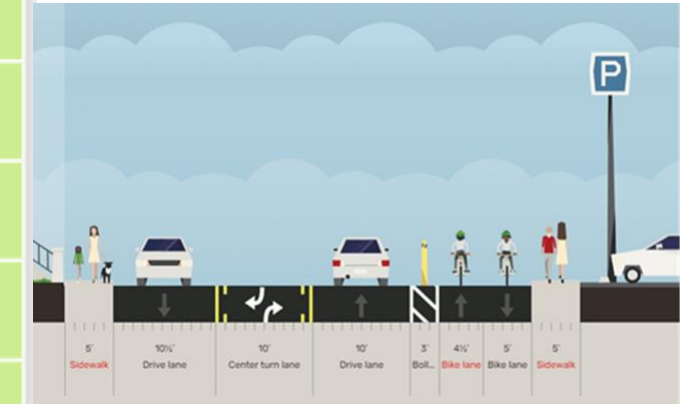 P
5' 10½' 10' 10' 3' 4½' 5' 5'
Sidewalk Drive lane Center turn lane Drive lane Boll... Bike lane Bike lane Sidewalk